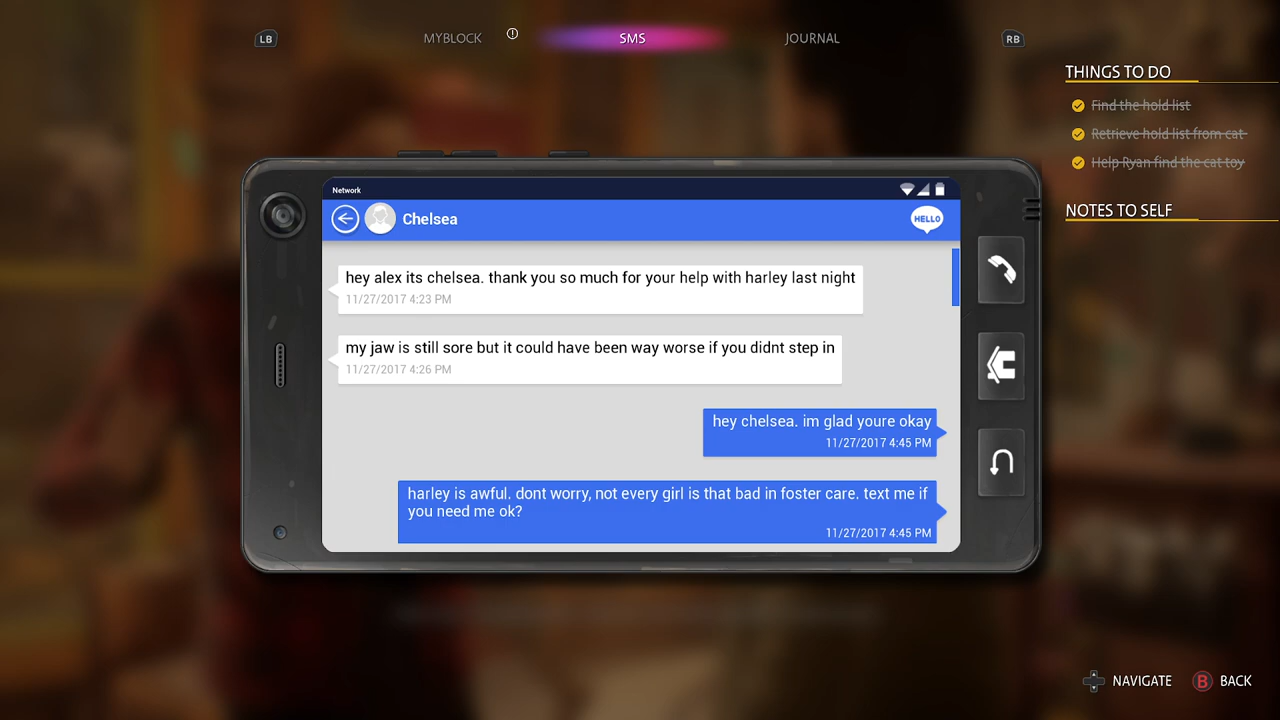 LB
MYBLOCK
SMS
JOURNAL
RB
THINGS TO DO
Find the hold list
Retrieve hold list from cat
Help Ryan find the cat toy
NOTES TO SELF
Network
Chelsea
HELLO
hey alex its chelsea. thank you so much for your help with harley last night
11/27/2017 4:23 PM
my jaw is still sore but it could have been way worse if you didnt step in
11/27/2017 4:26 PM
hey chelsea. im glad youre okay
11/27/2017 4:45 PM
harley is awful. dont worry, not every girl is that bad in foster care. text me if
you need me ok?
11/27/2017 4:45 PM
NAVIGATE
B BACK